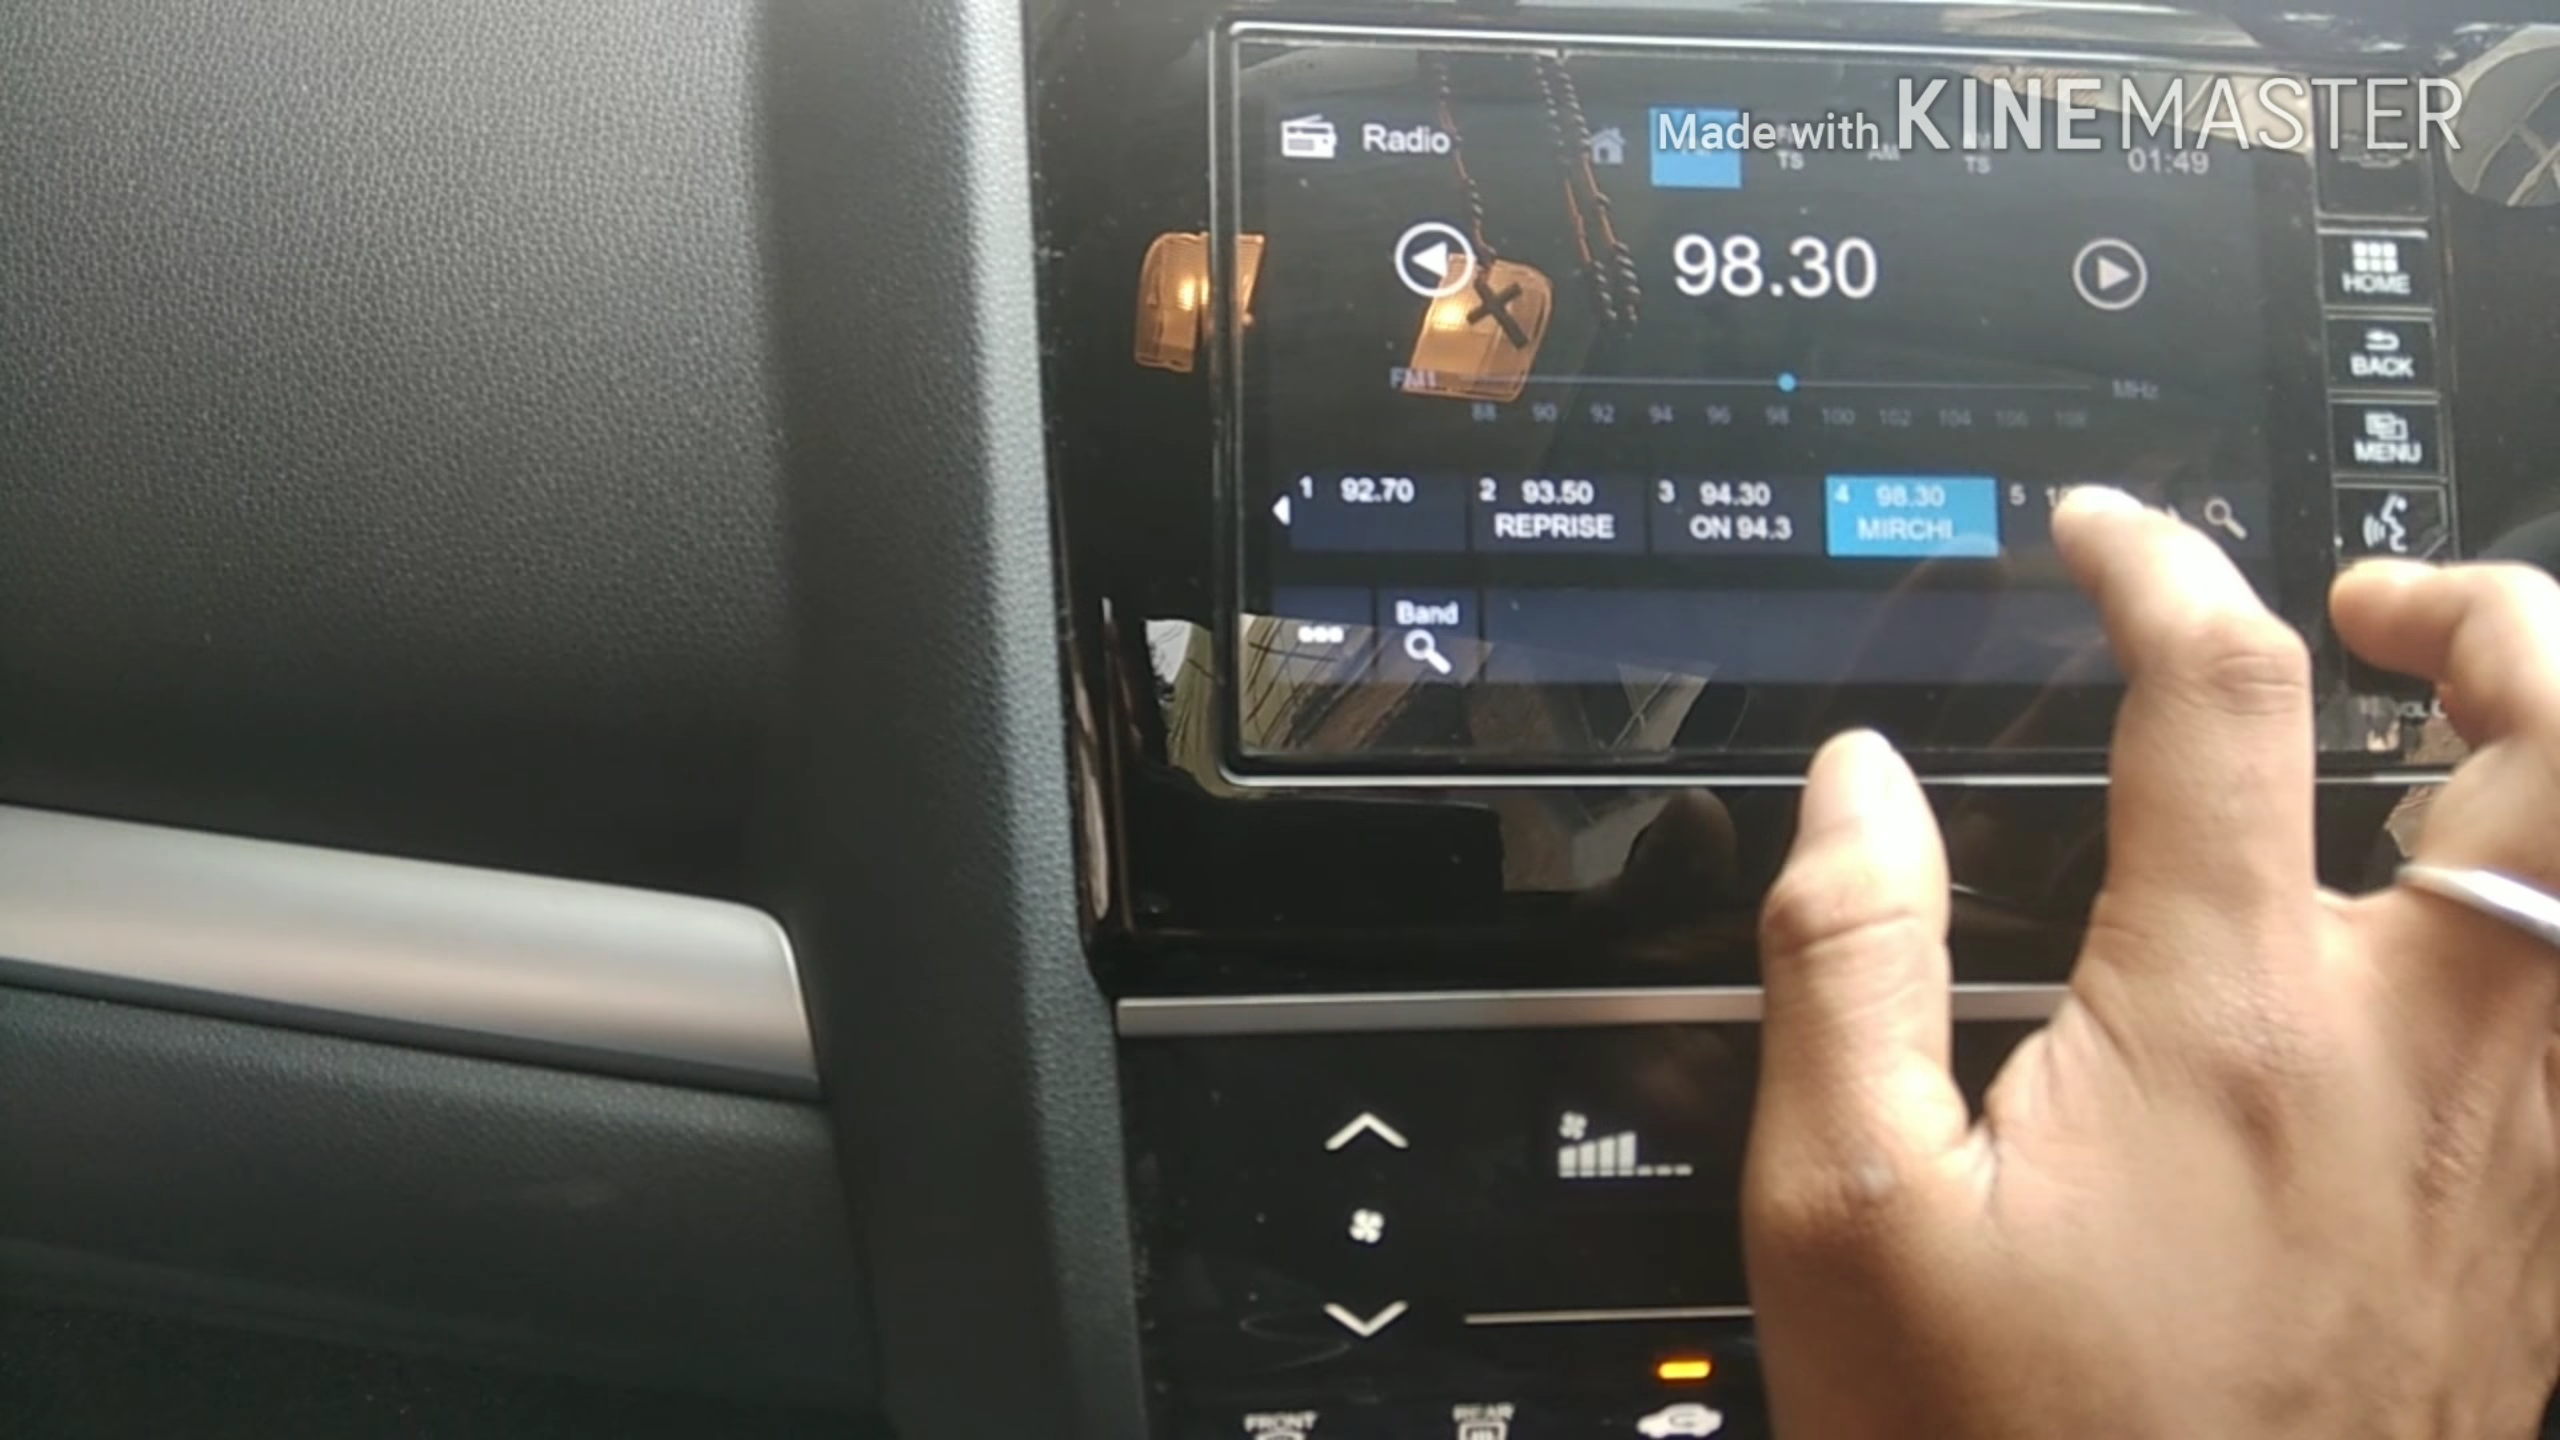 Made with KINEMASTER
Radio
TS
AM
TS
01:49
98.30
HOME
BACK
MENU
FM1
MHz
88 90 92 94 96 98 100 102 104 106 108
1 92.70
2 93.50
REPRISE
3 94.30
ON 94.3
4 98.30
MIRCHI
5
Band
FRONT
REAR